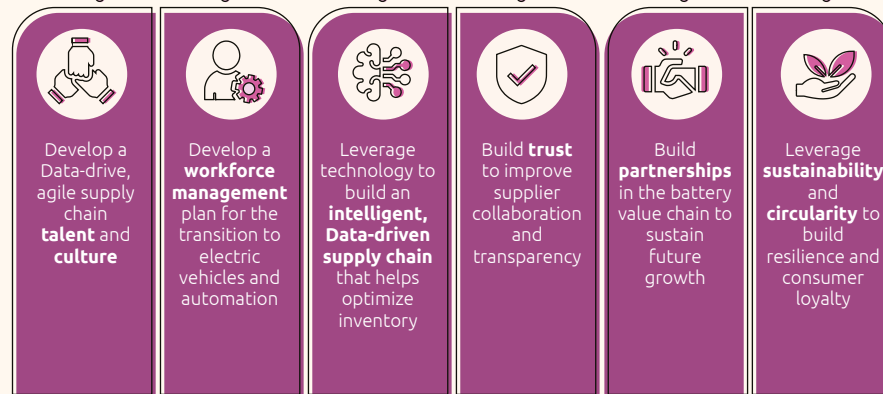 Develop a
Data-drive,
agile supply
chain
talent and
culture
Develop a
workforce
management
plan for the
transition to
electric
vehicles and
automation
Leverage
technology to
build an
intelligent,
Data-driven
supply chain
that helps
optimize
inventory
Build trust
to improve
supplier
collaboration
and
transparency
Build
partnerships
in the battery
value chain to
sustain
future
growth
Leverage
sustainability
and
circularity to
build
resilience and
consumer
loyalty